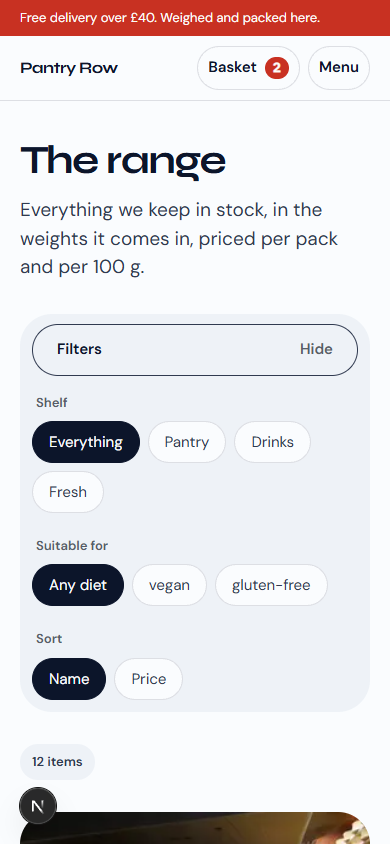 Free delivery over £40. Weighed and packed here.
Pantry Row
Basket 2
Menu
The range
Everything we keep in stock, in the
weights it comes in, priced per pack
and per 100 g.
Filters Hide
Shelf
Everything Pantry Drinks
Fresh
Suitable for
Any diet vegan gluten-free
Sort
Name Price
12 items
N